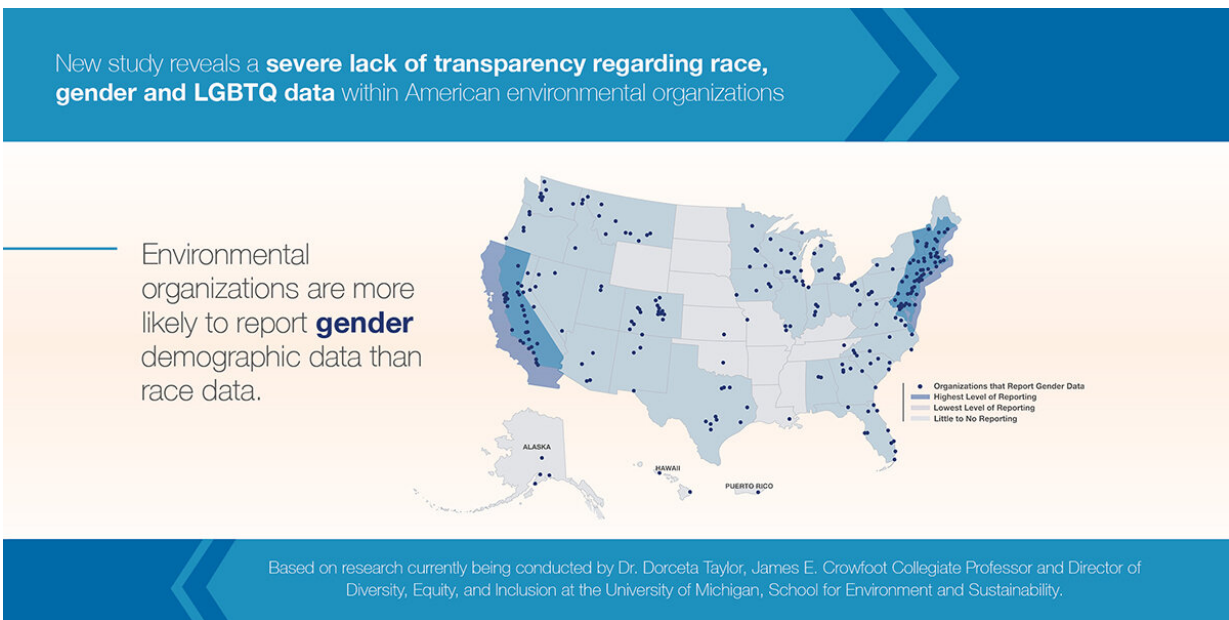 New study reveals a severe lack of transparency regarding race,
gender and LGBTQ data within American environmental organizations
Environmental
organizations are more
likely to report gender
demographic data than
race data.
Organizations that Report Gender Data
Highest Level of Reporting
Lowest Level of Reporting
Little to No Reporting
ALASKA
HAWAII
PUERTO RICO
Based on research currently being conducted by Dr. Dorceta Taylor, James E. Crowfoot Collegiate Professor and Director of
Diversity, Equity, and Inclusion at the University of Michigan, School for Environment and Sustainability.